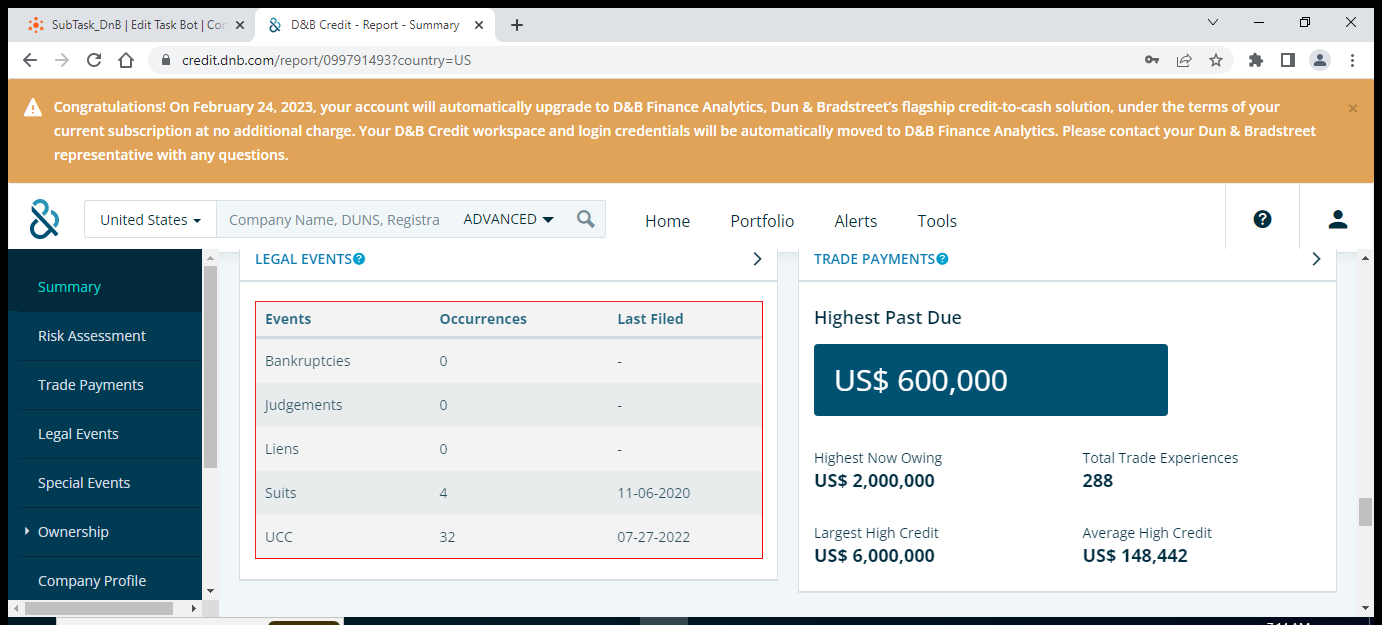 SubTask_DnB | Edit Task Bot | Con
D&B Credit - Report - Summary
credit.dnb.com/report/099791493?country=US
Congratulations! On February 24, 2023, your account will automatically upgrade to D&B Finance Analytics, Dun & Bradstreet's flagship credit-to-cash solution, under the terms of your
current subscription at no additional charge. Your D&B Credit workspace and login credentials will be automatically moved to D&B Finance Analytics. Please contact your Dun & Bradstreet
representative with any questions.
United States
Company Name, DUNS, Registra
ADVANCED
Home
Portfolio
Alerts
Tools
Summary
Risk Assessment
Trade Payments
Legal Events
Special Events
Ownership
Company Profile
LEGAL EVENTS
Events Occurrences Last Filed
Bankruptcies 0 -
Judgements 0 -
Liens 0 -
Suits 4 11-06-2020
UCC 32 07-27-2022
TRADE PAYMENTS
Highest Past Due
US$ 600,000
Highest Now Owing
US$ 2,000,000
Total Trade Experiences
288
Largest High Credit
US$ 6,000,000
Average High Credit
US$ 148,442